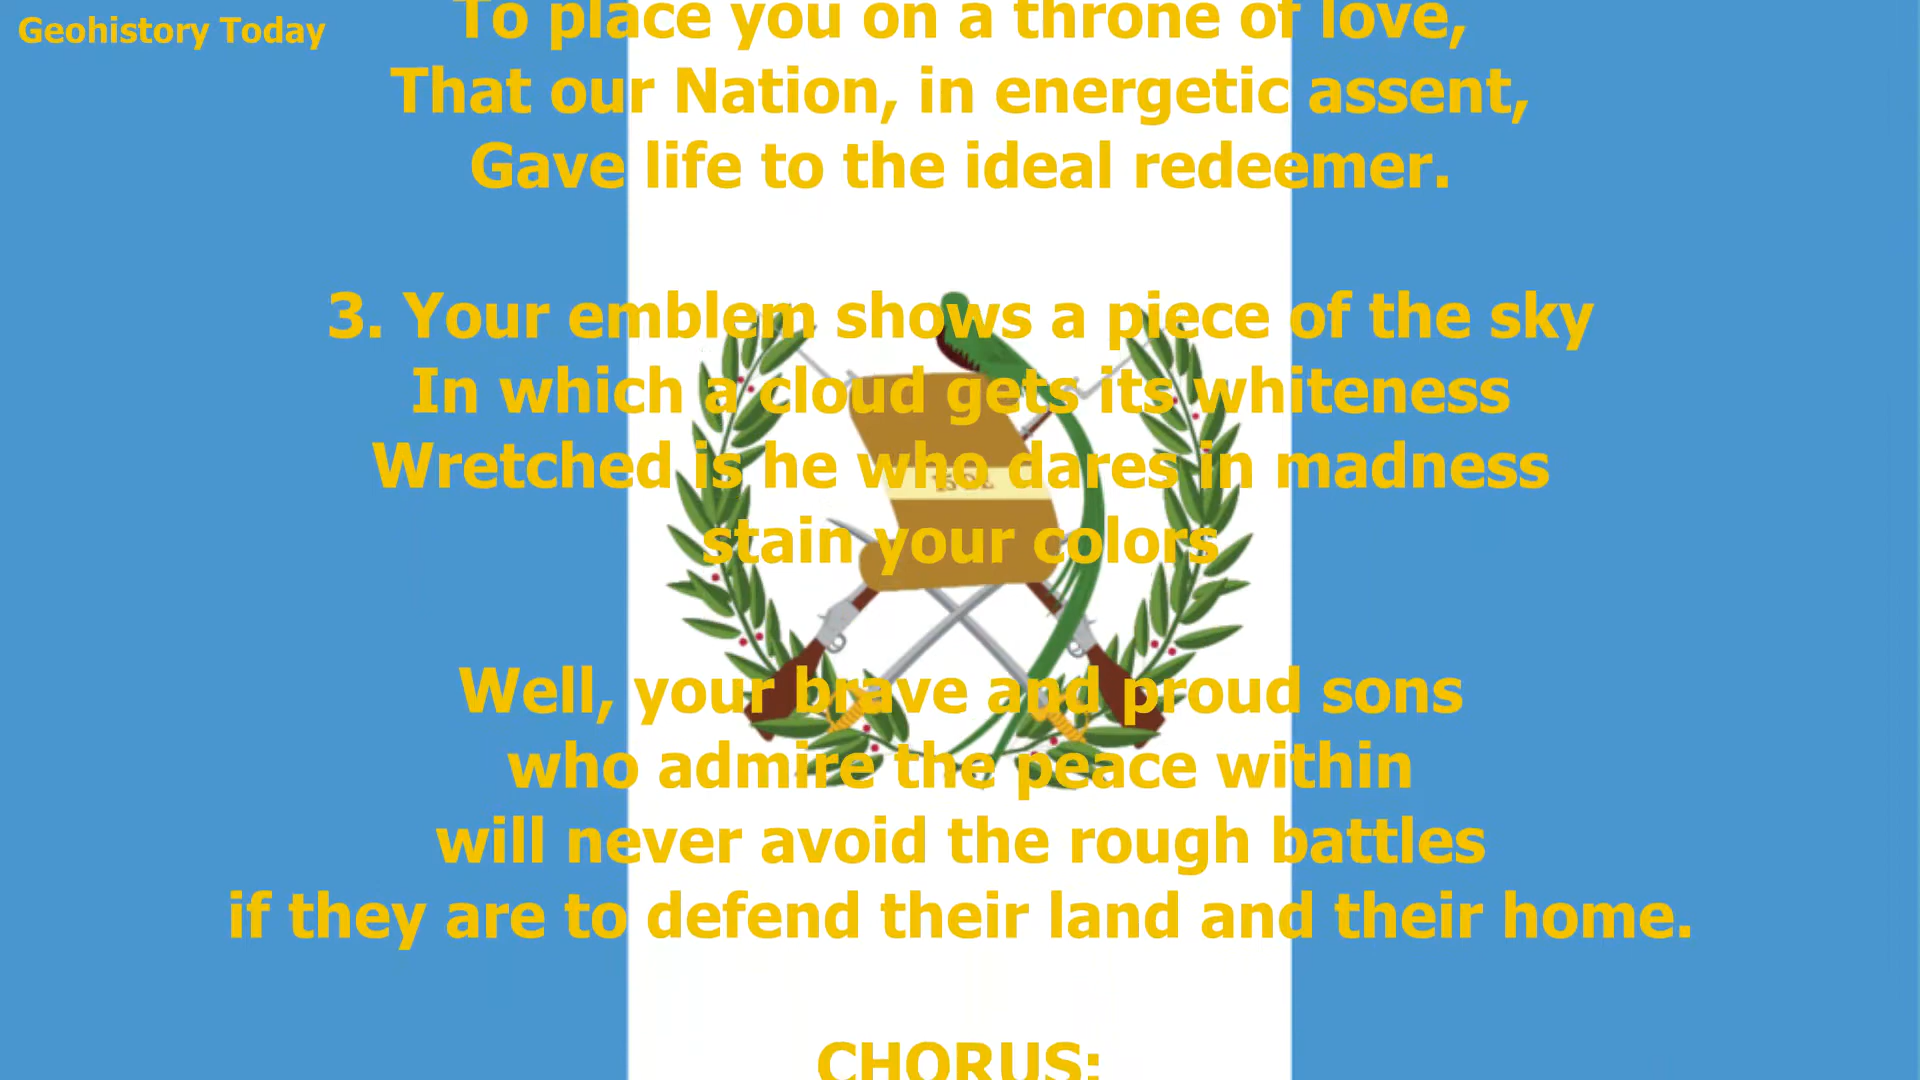 Geohistory Today
To place you on a throne of love,
That our Nation, in energetic assent,
Gave life to the ideal redeemer.
3. Your emblem shows a piece of the sky
In which a cloud gets its whiteness
Wretched is he who dares in madness
stain your colors
Well, your brave and proud sons
who admire the peace within
will never avoid the rough battles
if they are to defend their land and their home.
CHORUS: